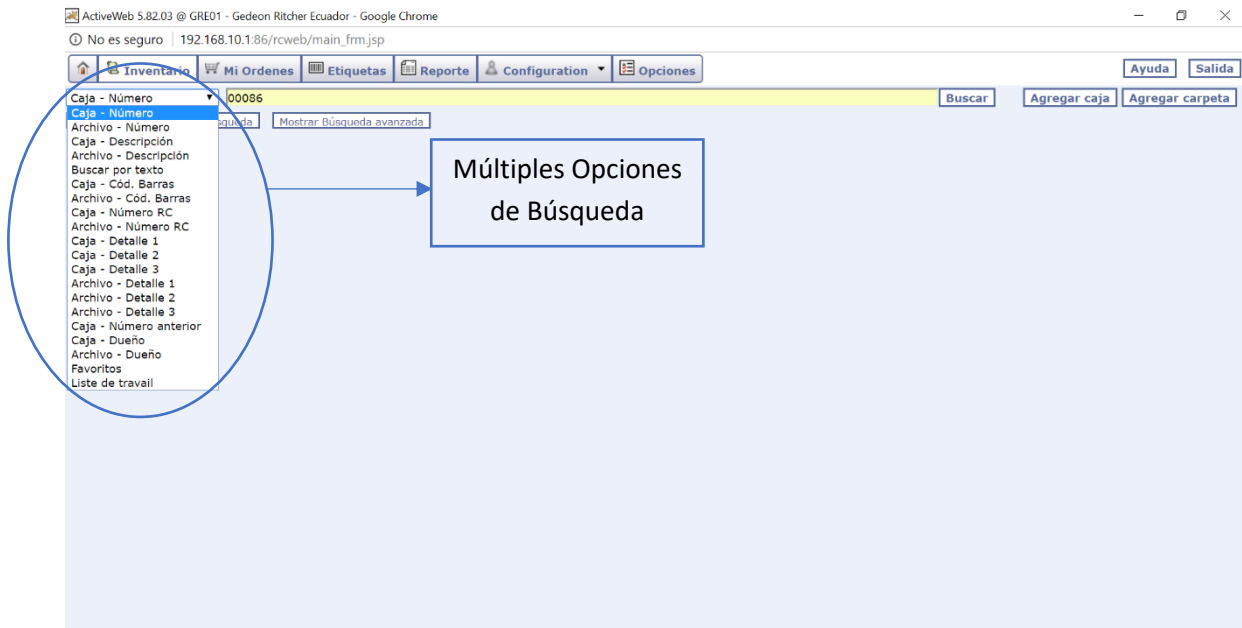 ActiveWeb 5.82.03 @ GRE01 - Gedeon Ritcher Ecuador - Google Chrome
No es seguro | 192.168.10.1:86/rcweb/main_frm.jsp
Inventario Mi Ordenes Etiquetas Reporte Configuration Opciones Ayuda Salida
Caja - Número 00086 Buscar Agregar caja Agregar carpeta
Mostrar Búsqueda avanzada
Caja - Número
Archivo - Número
Caja - Descripción
Archivo - Descripción
Buscar por texto
Caja - Cód. Barras
Archivo - Cód. Barras
Caja - Número RC
Archivo - Número RC
Caja - Detalle 1
Caja - Detalle 2
Caja - Detalle 3
Archivo - Detalle 1
Archivo - Detalle 2
Archivo - Detalle 3
Caja - Número anterior
Caja - Dueño
Archivo - Dueño
Favoritos
Liste de travail
Múltiples Opciones
de Búsqueda